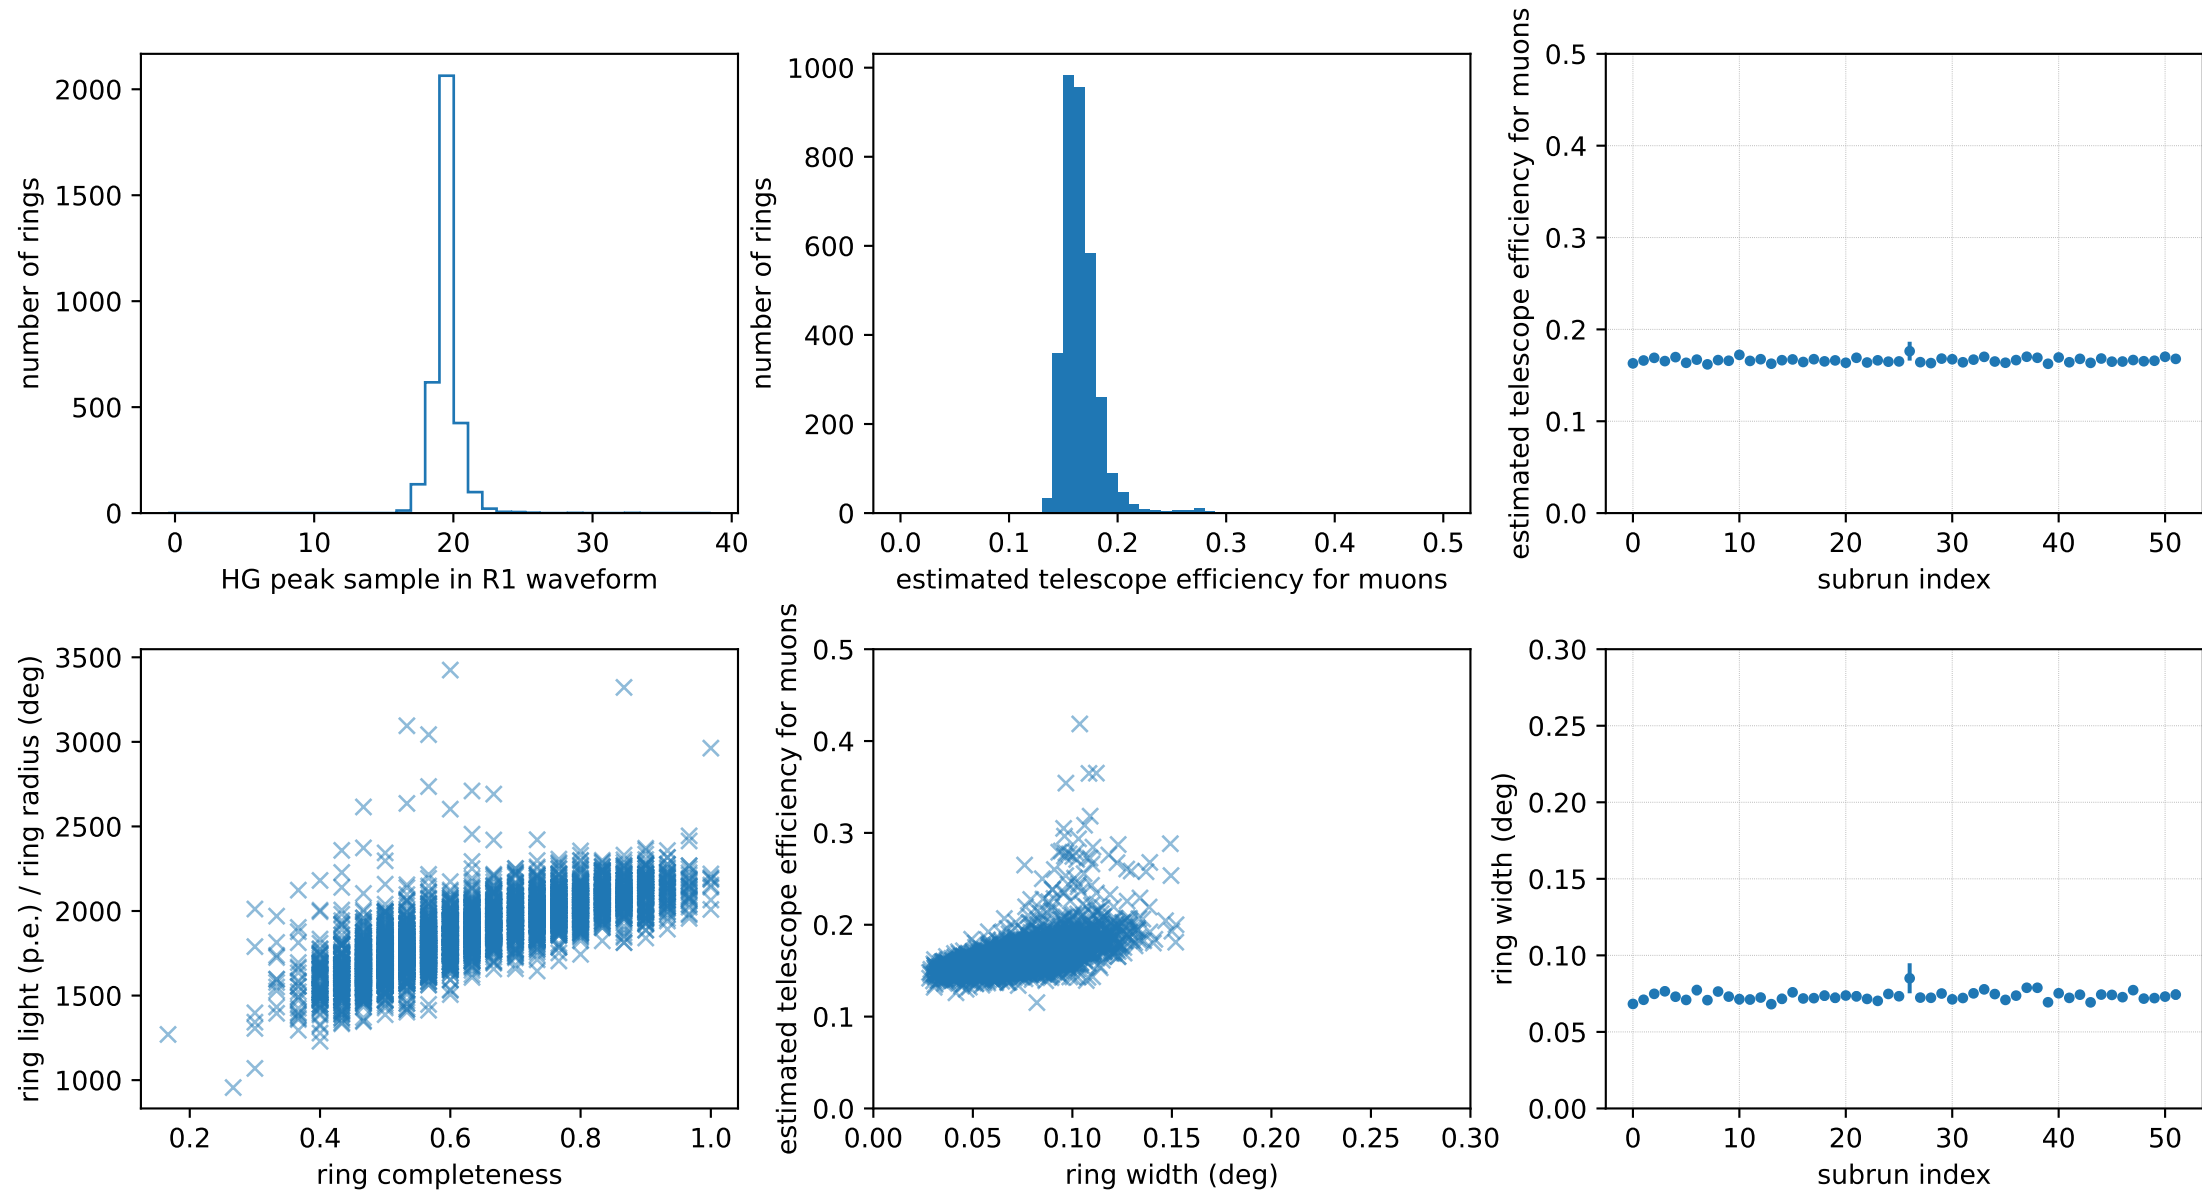 number of rings
2000
1500
1000
500
0
0 10 20 30 40
HG peak sample in R1 waveform
number of rings
1000
800
600
400
200
0
0.0 0.1 0.2 0.3 0.4 0.5
estimated telescope efficiency for muons
estimated telescope efficiency for muons
0.5
0.4
0.3
0.2
0.1
0.0
0 10 20 30 40 50
subrun index
ring light (p.e.) / ring radius (deg)
3500
3000
2500
2000
1500
1000
0.2 0.4 0.6 0.8 1.0
ring completeness
estimated telescope efficiency for muons
0.5
0.4
0.3
0.2
0.1
0.0
0.00 0.05 0.10 0.15 0.20 0.25 0.30
ring width (deg)
ring width (deg)
0.30
0.25
0.20
0.15
0.10
0.05
0.00
0 10 20 30 40 50
subrun index